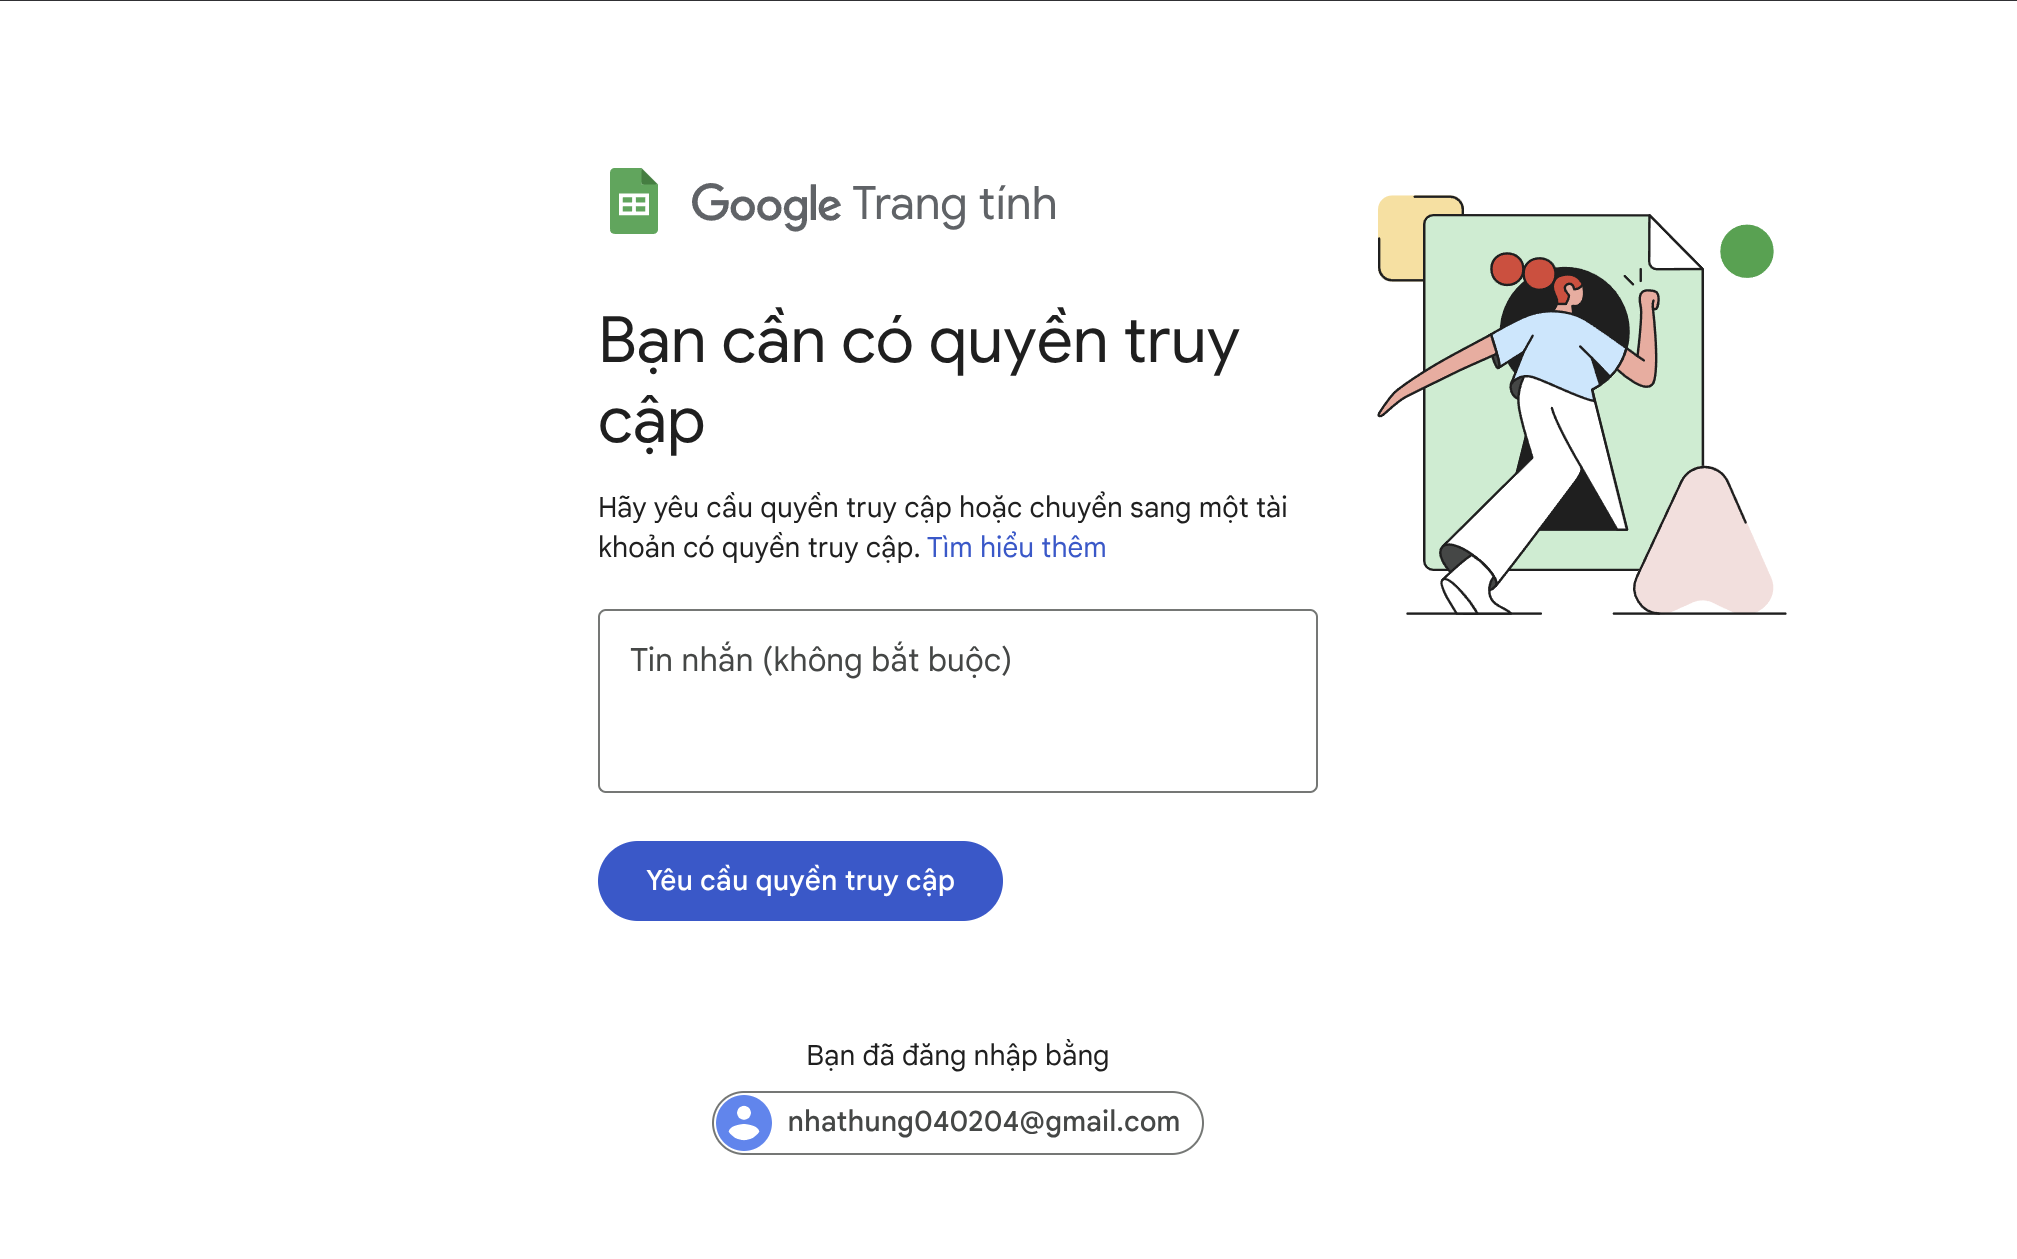 Google Trang tính
Bạn cần có quyền truy
cập
Hãy yêu cầu quyền truy cập hoặc chuyển sang một tài
khoản có quyền truy cập. Tìm hiểu thêm
Tin nhắn (không bắt buộc)
Yêu cầu quyền truy cập
Bạn đã đăng nhập bằng
nhathung040204@gmail.com